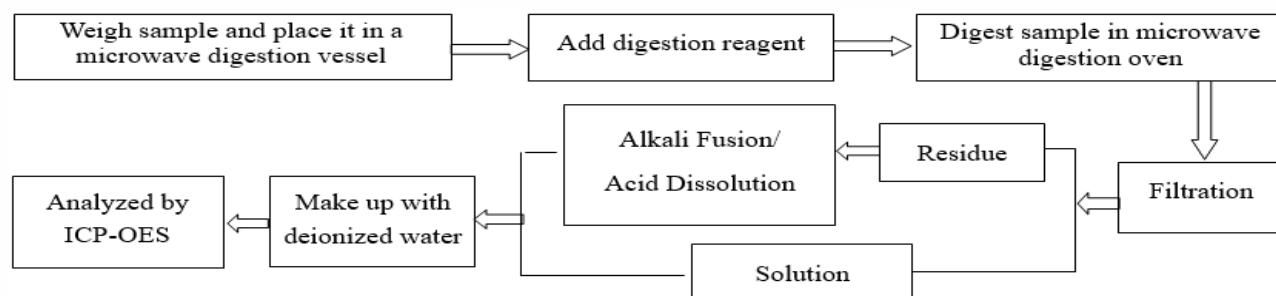 Weigh sample and place it in a
microwave digestion vessel
Add digestion reagent
Digest sample in microwave
digestion oven
Alkali Fusion/
Acid Dissolution
Residue
Filtration
Analyzed by
ICP-OES
Make up with
deionized water
Solution